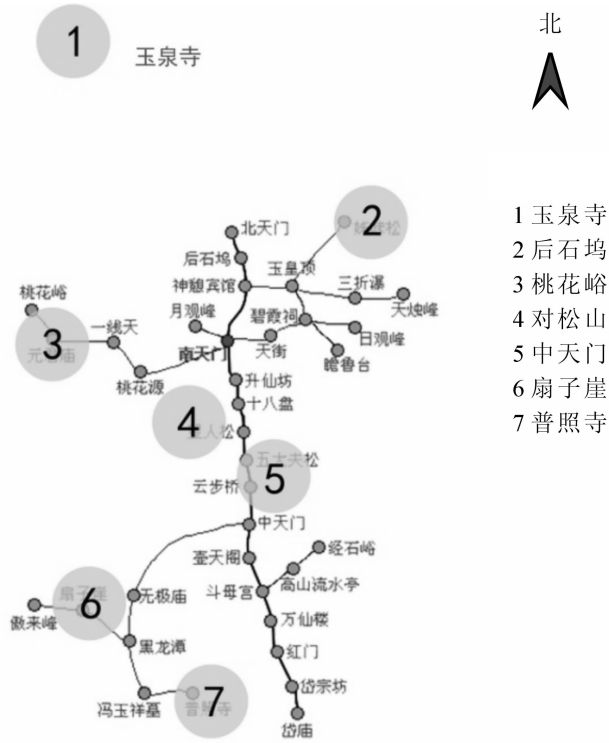 1
玉泉寺
北
2
北天门
1 玉泉寺
后石坞
玉皇顶
2 后石坞
神憩宾馆
三折瀑
桃花峪
月观峰
碧霞祠
天烛峰
3 桃花峪
3
一线天
南天门
天街
日观峰
4 对松山
桃花源
瞻鲁台
升仙坊
5 中天门
4
十八盘
6 扇子崖
五大夫松
7 普照寺
5
云步桥
中天门
壶天阁
经石峪
6
扇子崖
无极庙
斗母宫
高山流水亭
傲来峰
黑龙潭
万仙楼
红门
7
冯玉祥墓
普照寺
岱宗坊
岱庙